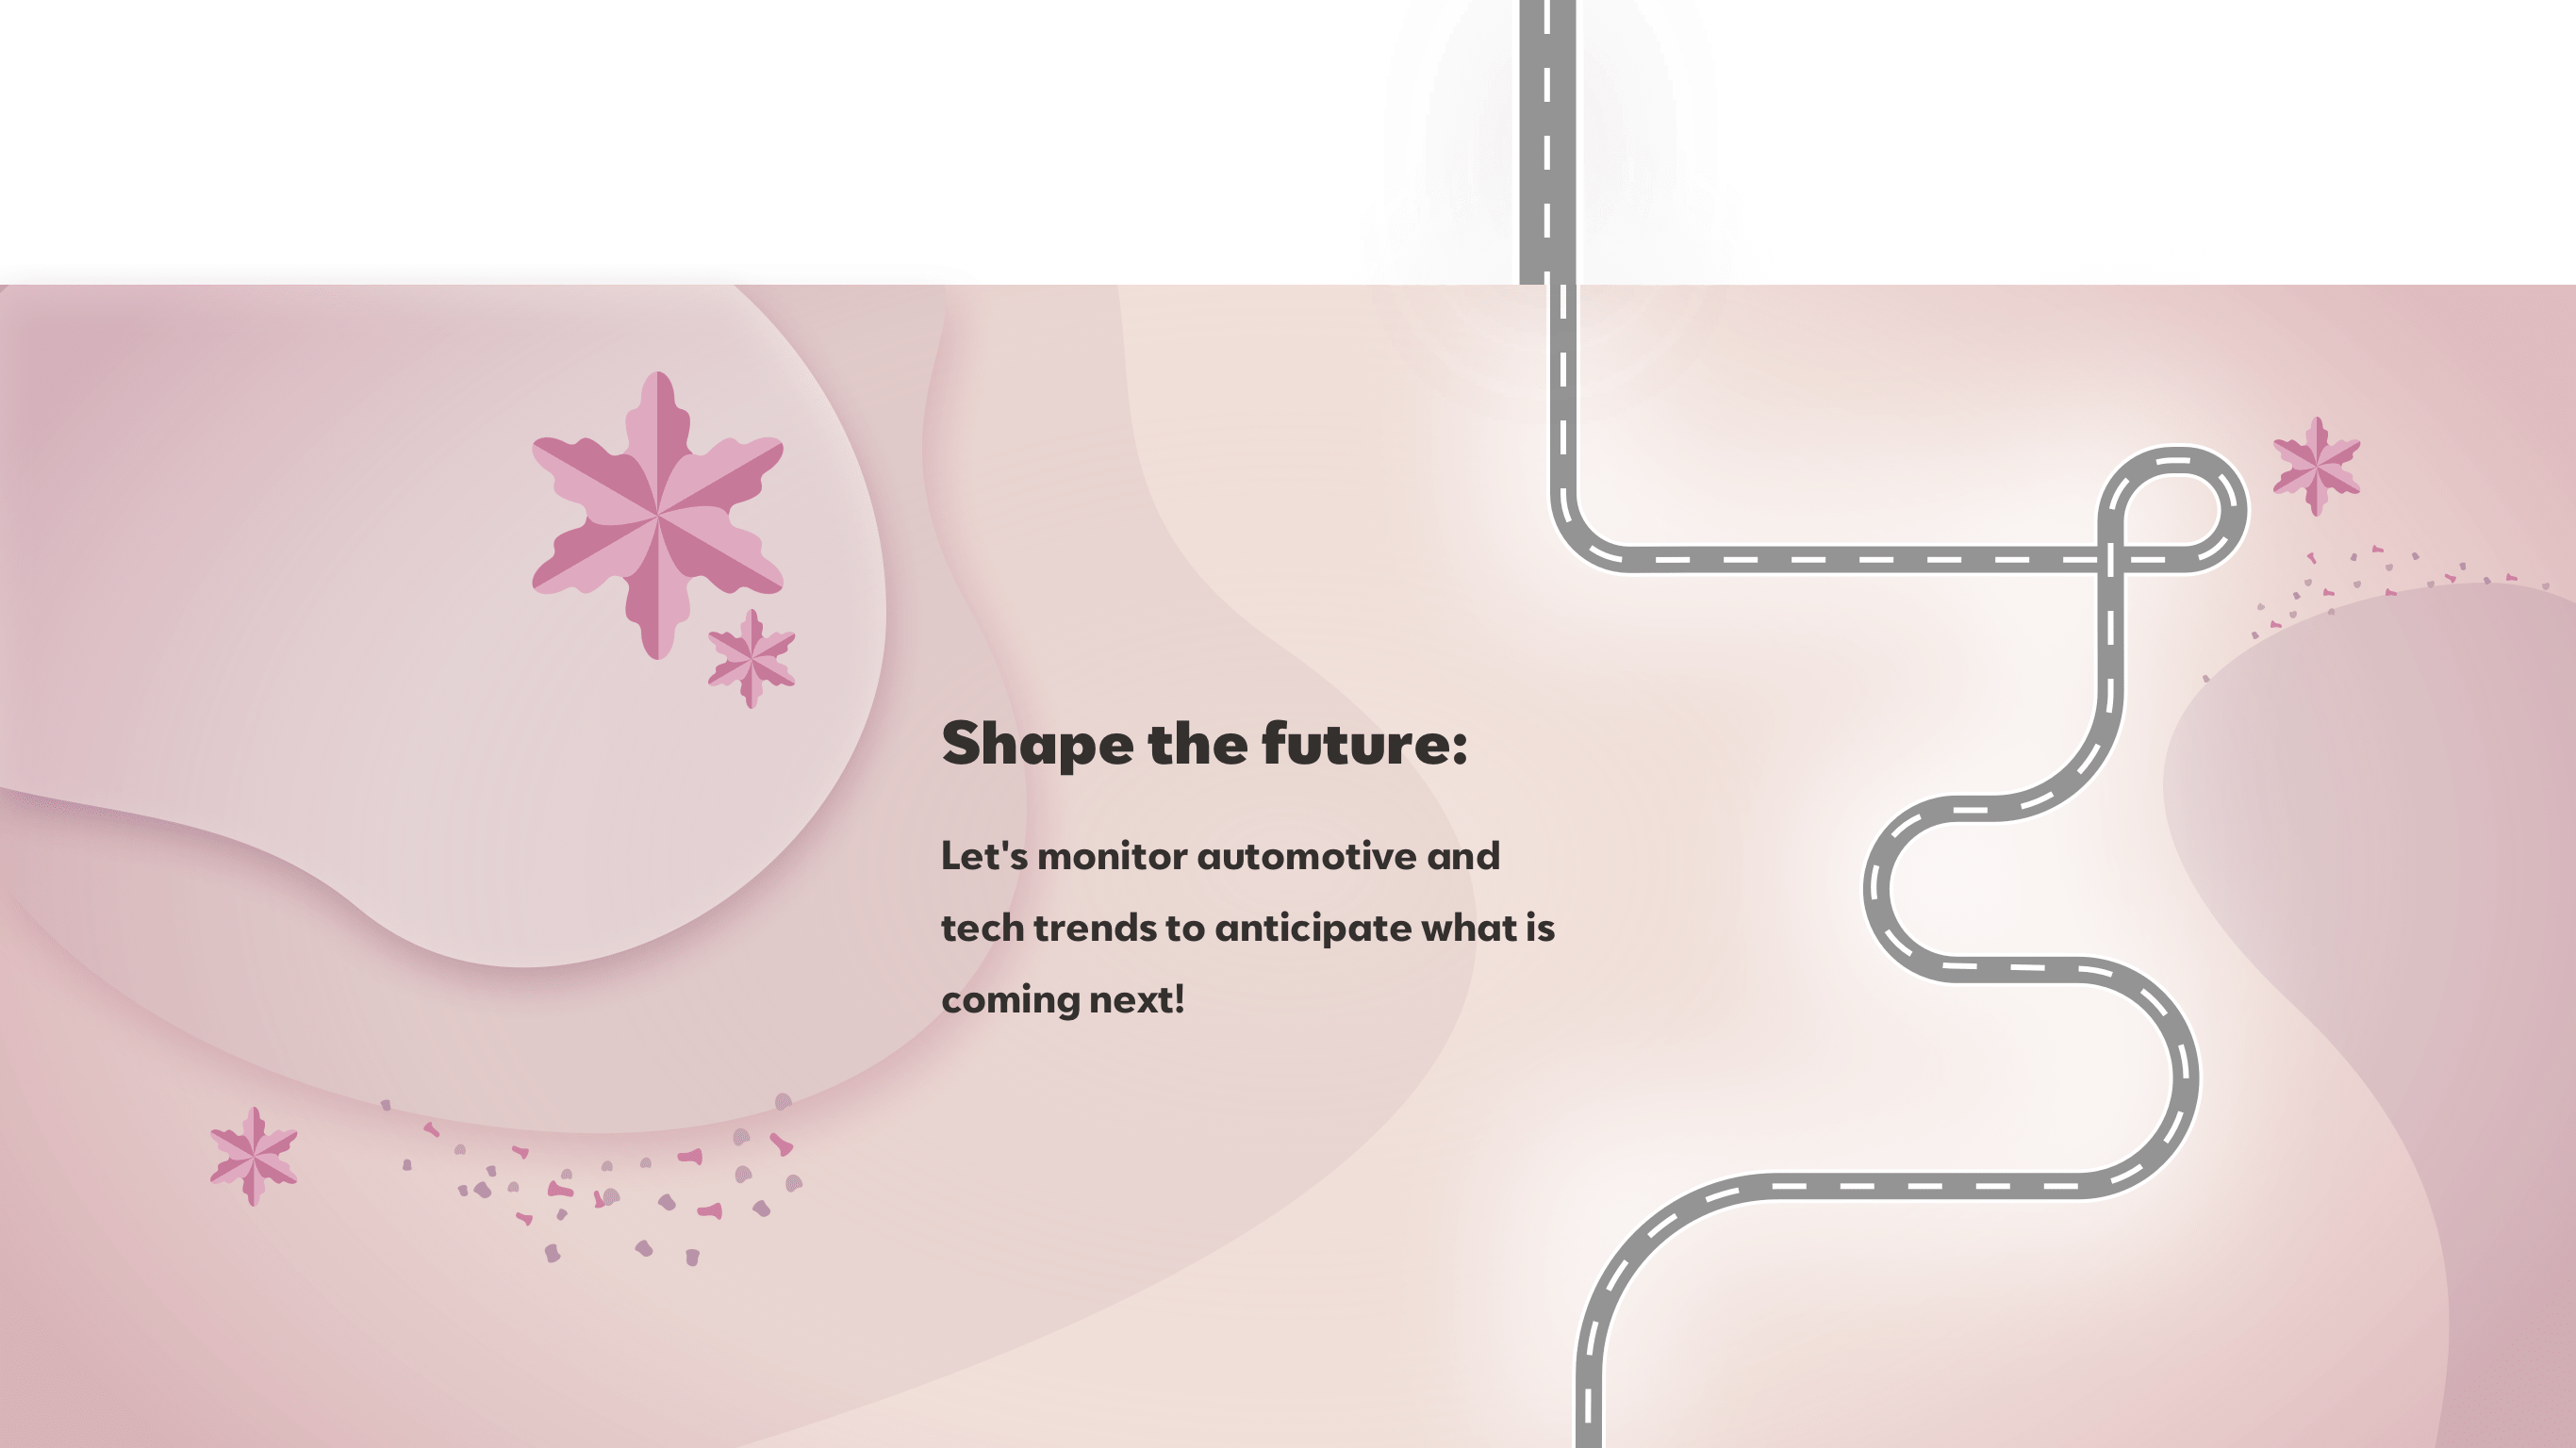 Shape the future:
Let's monitor automotive and
tech trends to anticipate what is
coming next!